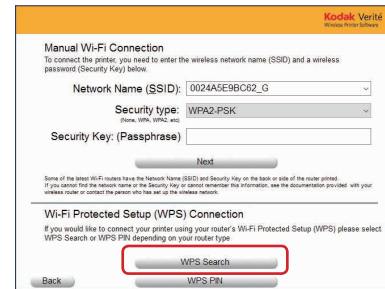 Kodak Verité
Wireless Printer Software
Manual Wi-Fi Connection
To connect the printer, you need to enter the wireless network name (SSID) and a wireless
password (Security Key) below.
Network Name (SSID): 0024A5E9BC62_G
Security type: WPA2-PSK
(None, WPA, WPA2, etc)
Security Key: (Passphrase)
Next
Some of the latest Wi-Fi routers have the Network Name (SSID) and Security Key on the back or side of the router printed.
If you cannot find the network name or the Security Key or cannot remember this information, see the documentation provided with your
wireless router or contact the person who has set up the wireless network.
Wi-Fi Protected Setup (WPS) Connection
If you would like to connect your printer using your router's Wi-Fi Protected Setup (WPS) please select
WPS Search or WPS PIN depending on your router type
WPS Search
Back WPS PIN